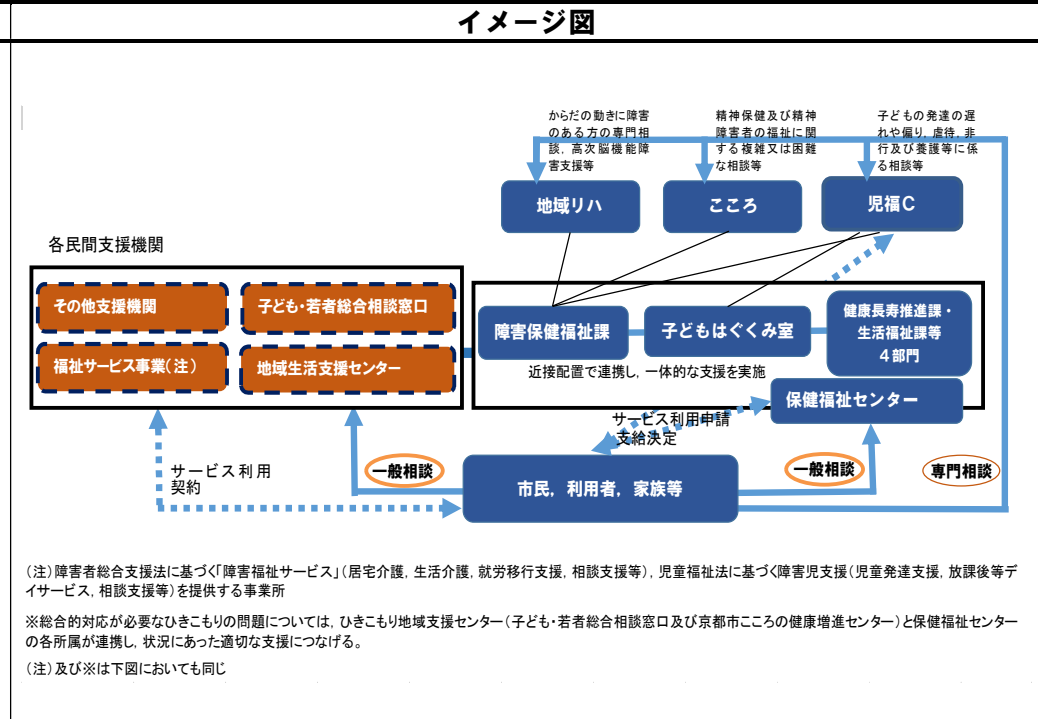 イメージ図
からだの動きに障害
のある方の専門相
談，高次脳機能障
害支援等
精神保健及び精神
障害者の福祉に関
する複雑又は困難
な相談等
子どもの発達の遅
れや偏り，虐待，非
行及び養護等に係
る相談等
地域リハ
こころ
児福Ｃ
各民間支援機関
その他支援機関
子ども・若者総合相談窓口
福祉サービス事業（注）
地域生活支援センター
障害保健福祉課
子どもはぐくみ室
健康長寿推進課・
生活福祉課等
４部門
近接配置で連携し，一体的な支援を実施
保健福祉センター
サービス利用申請
支給決定
サービス利用
契約
一般相談
市民，利用者，家族等
一般相談
専門相談
（注）障害者総合支援法に基づく「障害福祉サービス」（居宅介護，生活介護，就労移行支援，相談支援等），児童福祉法に基づく障害児支援（児童発達支援，放課後等デ
イサービス，相談支援等）を提供する事業所
※総合的対応が必要なひきこもりの問題については，ひきこもり地域支援センター（子ども・若者総合相談窓口及び京都市こころの健康増進センター）と保健福祉センター
の各所属が連携し，状況にあった適切な支援につなげる。
（注）及び※は下図においても同じ